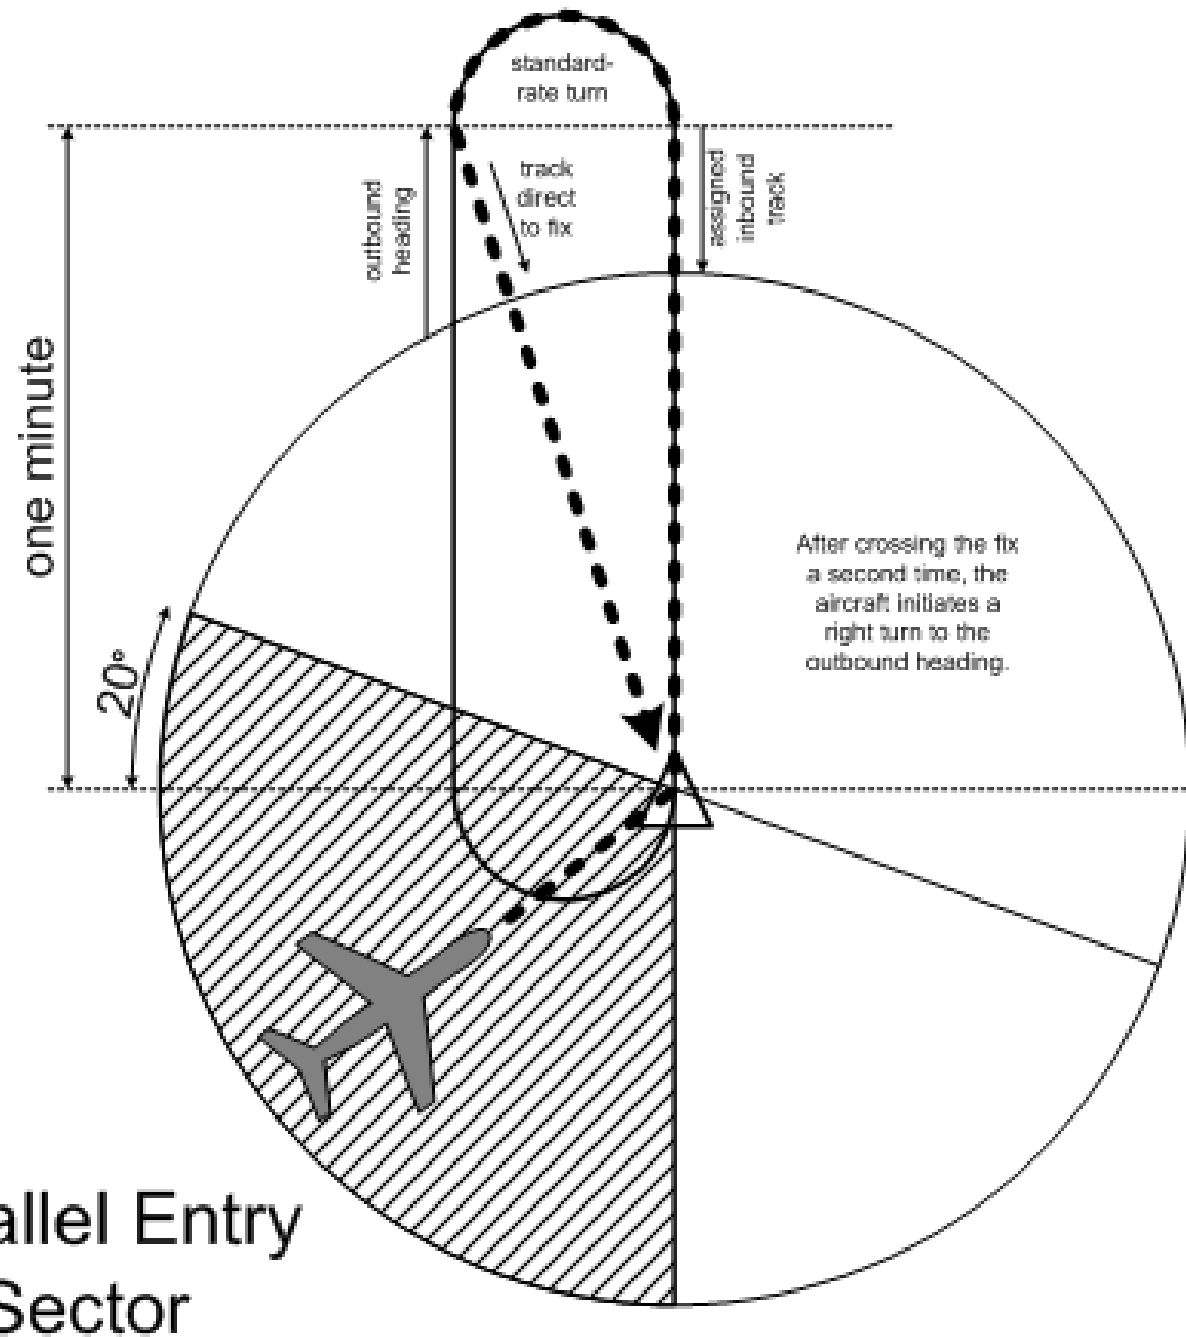 standard-
rate turn
track
direct
to fix
outbound
heading
assigned
inbound
track
one minute
After crossing the fix
a second time, the
aircraft initiates a
right turn to the
outbound heading.
20°
allel Entry
Sector